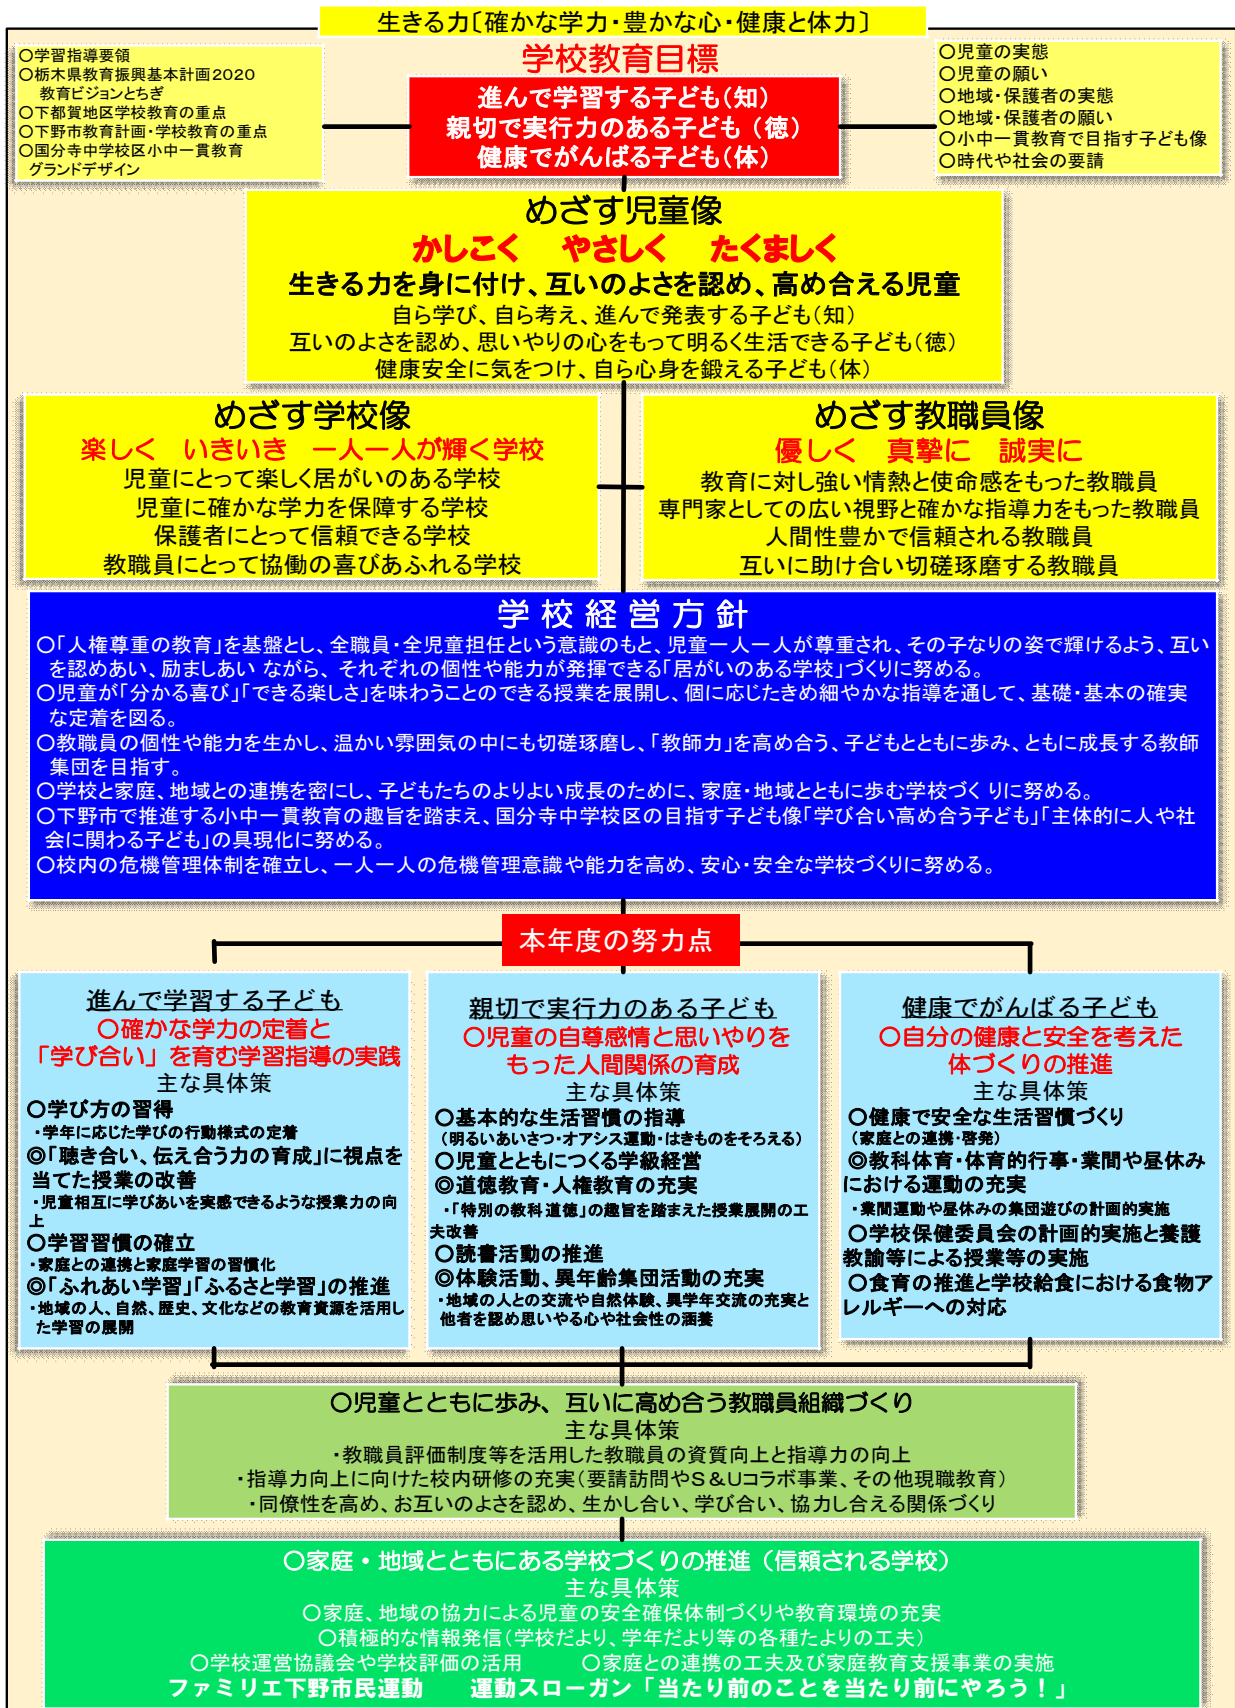 生きる力〔確かな学力・豊かな心・健康と体力〕
○学習指導要領
○栃木県教育振興基本計画2020
教育ビジョンとちぎ
○下都賀地区学校教育の重点
○下野市教育計画・学校教育の重点
○国分寺中学校区小中一貫教育
グランドデザイン
学校教育目標
進んで学習する子ども(知)
親切で実行力のある子ども(徳)
健康でがんばる子ども(体)
○児童の実態
○児童の願い
○地域・保護者の実態
○地域・保護者の願い
○小中一貫教育で目指す子ども像
○時代や社会の要請
めざす児童像
かしこく やさしく たくましく
生きる力を身に付け、互いのよさを認め、高め合える児童
自ら学び、自ら考え、進んで発表する子ども(知)
互いのよさを認め、思いやりの心をもって明るく生活できる子ども(徳)
健康安全に気をつけ、自ら心身を鍛える子ども(体)
めざす学校像
楽しく いきいき 一人一人が輝く学校
児童にとって楽しく居がいのある学校
児童に確かな学力を保障する学校
保護者にとって信頼できる学校
教職員にとって協働の喜びあふれる学校
めざす教職員像
優しく 真摯に 誠実に
教育に対し強い情熱と使命感をもった教職員
専門家としての広い視野と確かな指導力をもった教職員
人間性豊かで信頼される教職員
互いに助け合い切磋琢磨する教職員
学校経営方針
○「人権尊重の教育」を基盤とし、全職員・全児童担任という意識のもと、児童一人一人が尊重され、その子なりの姿で輝けるよう、互い
を認めあい、励ましあい ながら、それぞれの個性や能力が発揮できる「居がいのある学校」づくりに努める。
○児童が「分かる喜び」「できる楽しさ」を味わうことのできる授業を展開し、個に応じたきめ細やかな指導を通して、基礎・基本の確実
な定着を図る。
○教職員の個性や能力を生かし、温かい雰囲気の中にも切磋琢磨し、「教師力」を高め合う、子どもとともに歩み、ともに成長する教師
集団を目指す。
○学校と家庭、地域との連携を密にし、子どもたちのよりよい成長のために、家庭・地域とともに歩む学校づくりに努める。
○下野市で推進する小中一貫教育の趣旨を踏まえ、国分寺中学校区の目指す子ども像「学び合い高め合う子ども」「主体的に人や社
会に関わる子ども」の具現化に努める。
○校内の危機管理体制を確立し、一人一人の危機管理意識や能力を高め、安心・安全な学校づくりに努める。
本年度の努力点
進んで学習する子ども
○確かな学力の定着と
「学び合い」を育む学習指導の実践
主な具体策
○学び方の習得
・学年に応じた学びの行動様式の定着
◎「聴き合い、伝え合う力の育成」に視点を
当てた授業の改善
・児童相互に学びあいを実感できるような授業力の向
上
○学習習慣の確立
・家庭との連携と家庭学習の習慣化
◎「ふれあい学習」「ふるさと学習」の推進
・地域の人、自然、歴史、文化などの教育資源を活用し
た学習の展開
親切で実行力のある子ども
○児童の自尊感情と思いやりを
もった人間関係の育成
主な具体策
○基本的な生活習慣の指導
(明るいあいさつ・オアシス運動・はきものをそろえる)
○児童とともにつくる学級経営
◎道徳教育・人権教育の充実
・「特別の教科道徳」の趣旨を踏まえた授業展開の工
夫改善
○読書活動の推進
◎体験活動、異年齢集団活動の充実
・地域の人との交流や自然体験、異学年交流の充実と
他者を認め思いやる心や社会性の涵養
健康でがんばる子ども
○自分の健康と安全を考えた
体づくりの推進
主な具体策
○健康で安全な生活習慣づくり
(家庭との連携・啓発)
◎教科体育・体育的行事・業間や昼休み
における運動の充実
・業間運動や昼休みの集団遊びの計画的実施
○学校保健委員会の計画的実施と養護
教諭等による授業等の実施
○食育の推進と学校給食における食物ア
レルギーへの対応
○児童とともに歩み、互いに高め合う教職員組織づくり
主な具体策
・教職員評価制度等を活用した教職員の資質向上と指導力の向上
・指導力向上に向けた校内研修の充実(要請訪問やS&Uコラボ事業、その他現職教育)
・同僚性を高め、お互いのよさを認め、生かし合い、学び合い、協力し合える関係づくり
○家庭・地域とともにある学校づくりの推進(信頼される学校)
主な具体策
○家庭、地域の協力による児童の安全確保体制づくりや教育環境の充実
○積極的な情報発信(学校だより、学年だより等の各種たよりの工夫)
○学校運営協議会や学校評価の活用 ○家庭との連携の工夫及び家庭教育支援事業の実施
ファミリエ下野市民運動 運動スローガン「当たり前のことを当たり前にやろう!」